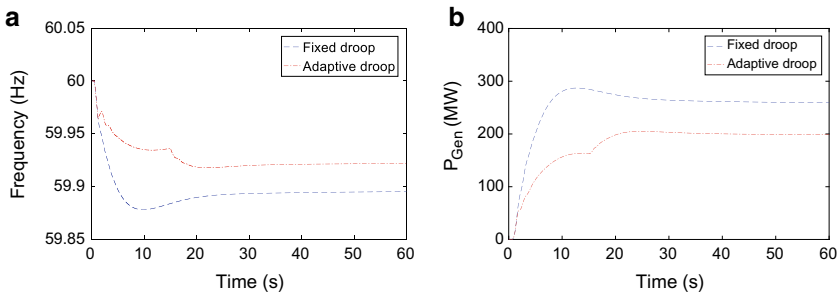 a
60.05
60
59.95
59.9
59.85
Frequency (Hz)
0 10 20 30 40 50 60
Time (s)
Fixed droop
Adaptive droop
b
400
300
200
100
0
P_Gen (MW)
0 10 20 30 40 50 60
Time (s)
Fixed droop
Adaptive droop